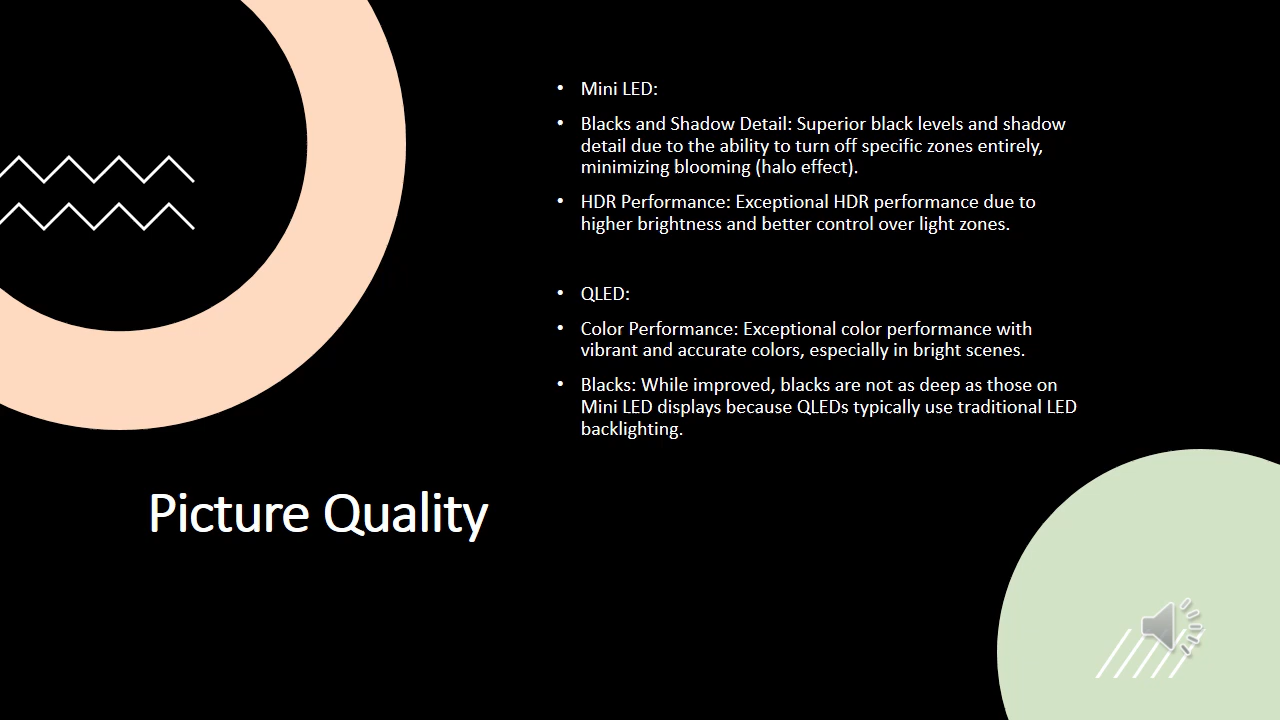 • Mini LED:
• Blacks and Shadow Detail: Superior black levels and shadow
detail due to the ability to turn off specific zones entirely,
minimizing blooming (halo effect).
• HDR Performance: Exceptional HDR performance due to
higher brightness and better control over light zones.
• QLED:
• Color Performance: Exceptional color performance with
vibrant and accurate colors, especially in bright scenes.
• Blacks: While improved, blacks are not as deep as those on
Mini LED displays because QLEDs typically use traditional LED
backlighting.
Picture Quality